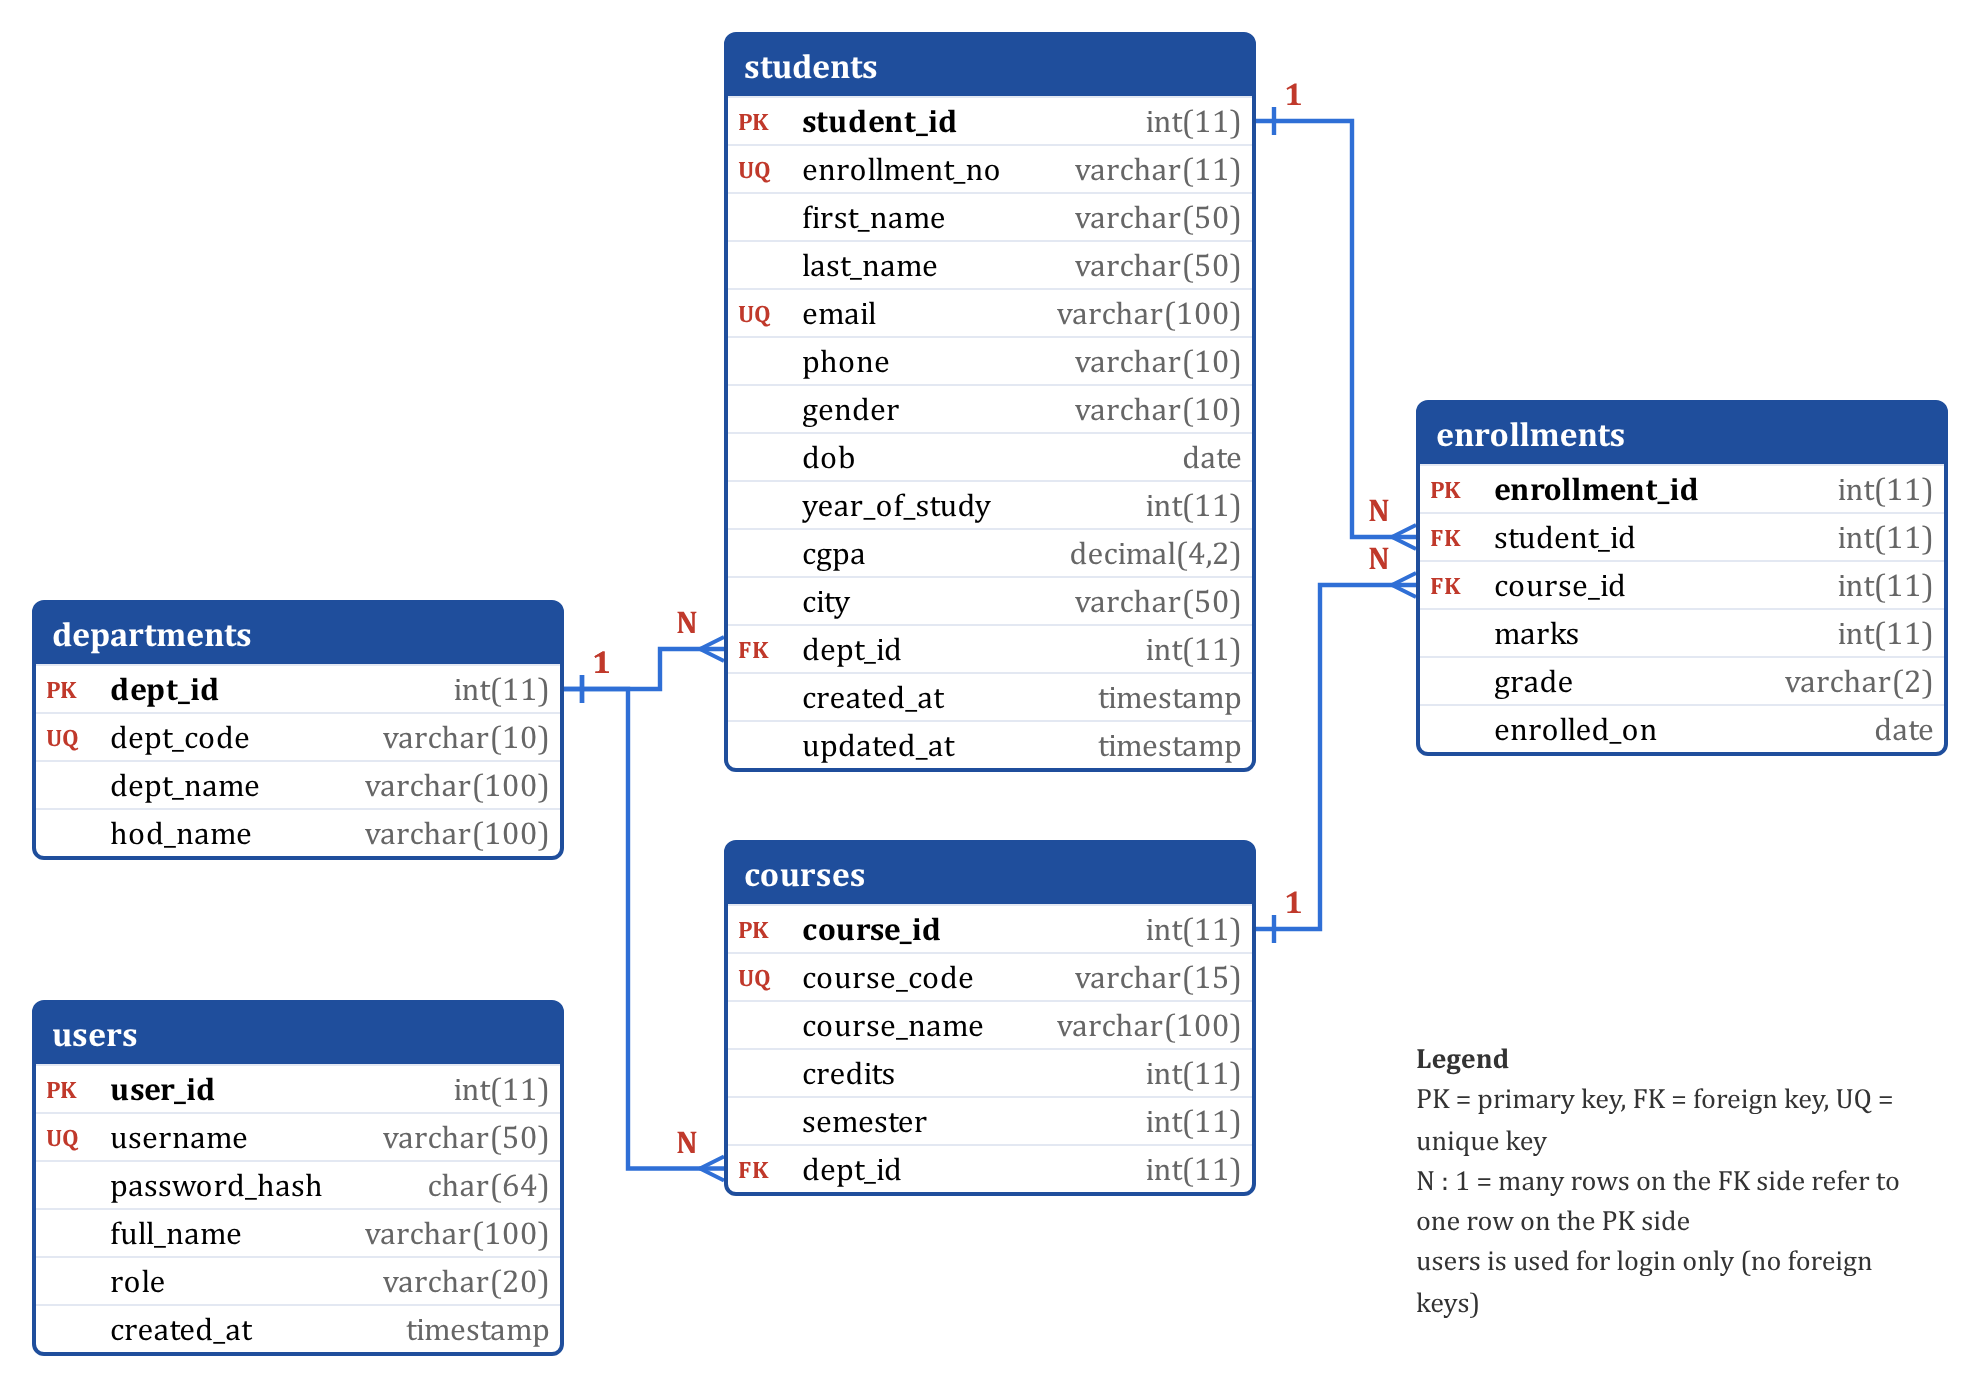 students
PK student_id int(11)
UQ enrollment_no varchar(11)
first_name varchar(50)
last_name varchar(50)
UQ email varchar(100)
phone varchar(10)
gender varchar(10)
dob date
year_of_study int(11)
cgpa decimal(4,2)
city varchar(50)
FK dept_id int(11)
created_at timestamp
updated_at timestamp
1
N
N
enrollments
PK enrollment_id int(11)
FK student_id int(11)
FK course_id int(11)
marks int(11)
grade varchar(2)
enrolled_on date
departments
PK dept_id int(11)
UQ dept_code varchar(10)
dept_name varchar(100)
hod_name varchar(100)
1
N
N
courses
PK course_id int(11)
UQ course_code varchar(15)
course_name varchar(100)
credits int(11)
semester int(11)
FK dept_id int(11)
1
users
PK user_id int(11)
UQ username varchar(50)
password_hash char(64)
full_name varchar(100)
role varchar(20)
created_at timestamp
Legend
PK = primary key, FK = foreign key, UQ =
unique key
N : 1 = many rows on the FK side refer to
one row on the PK side
users is used for login only (no foreign
keys)